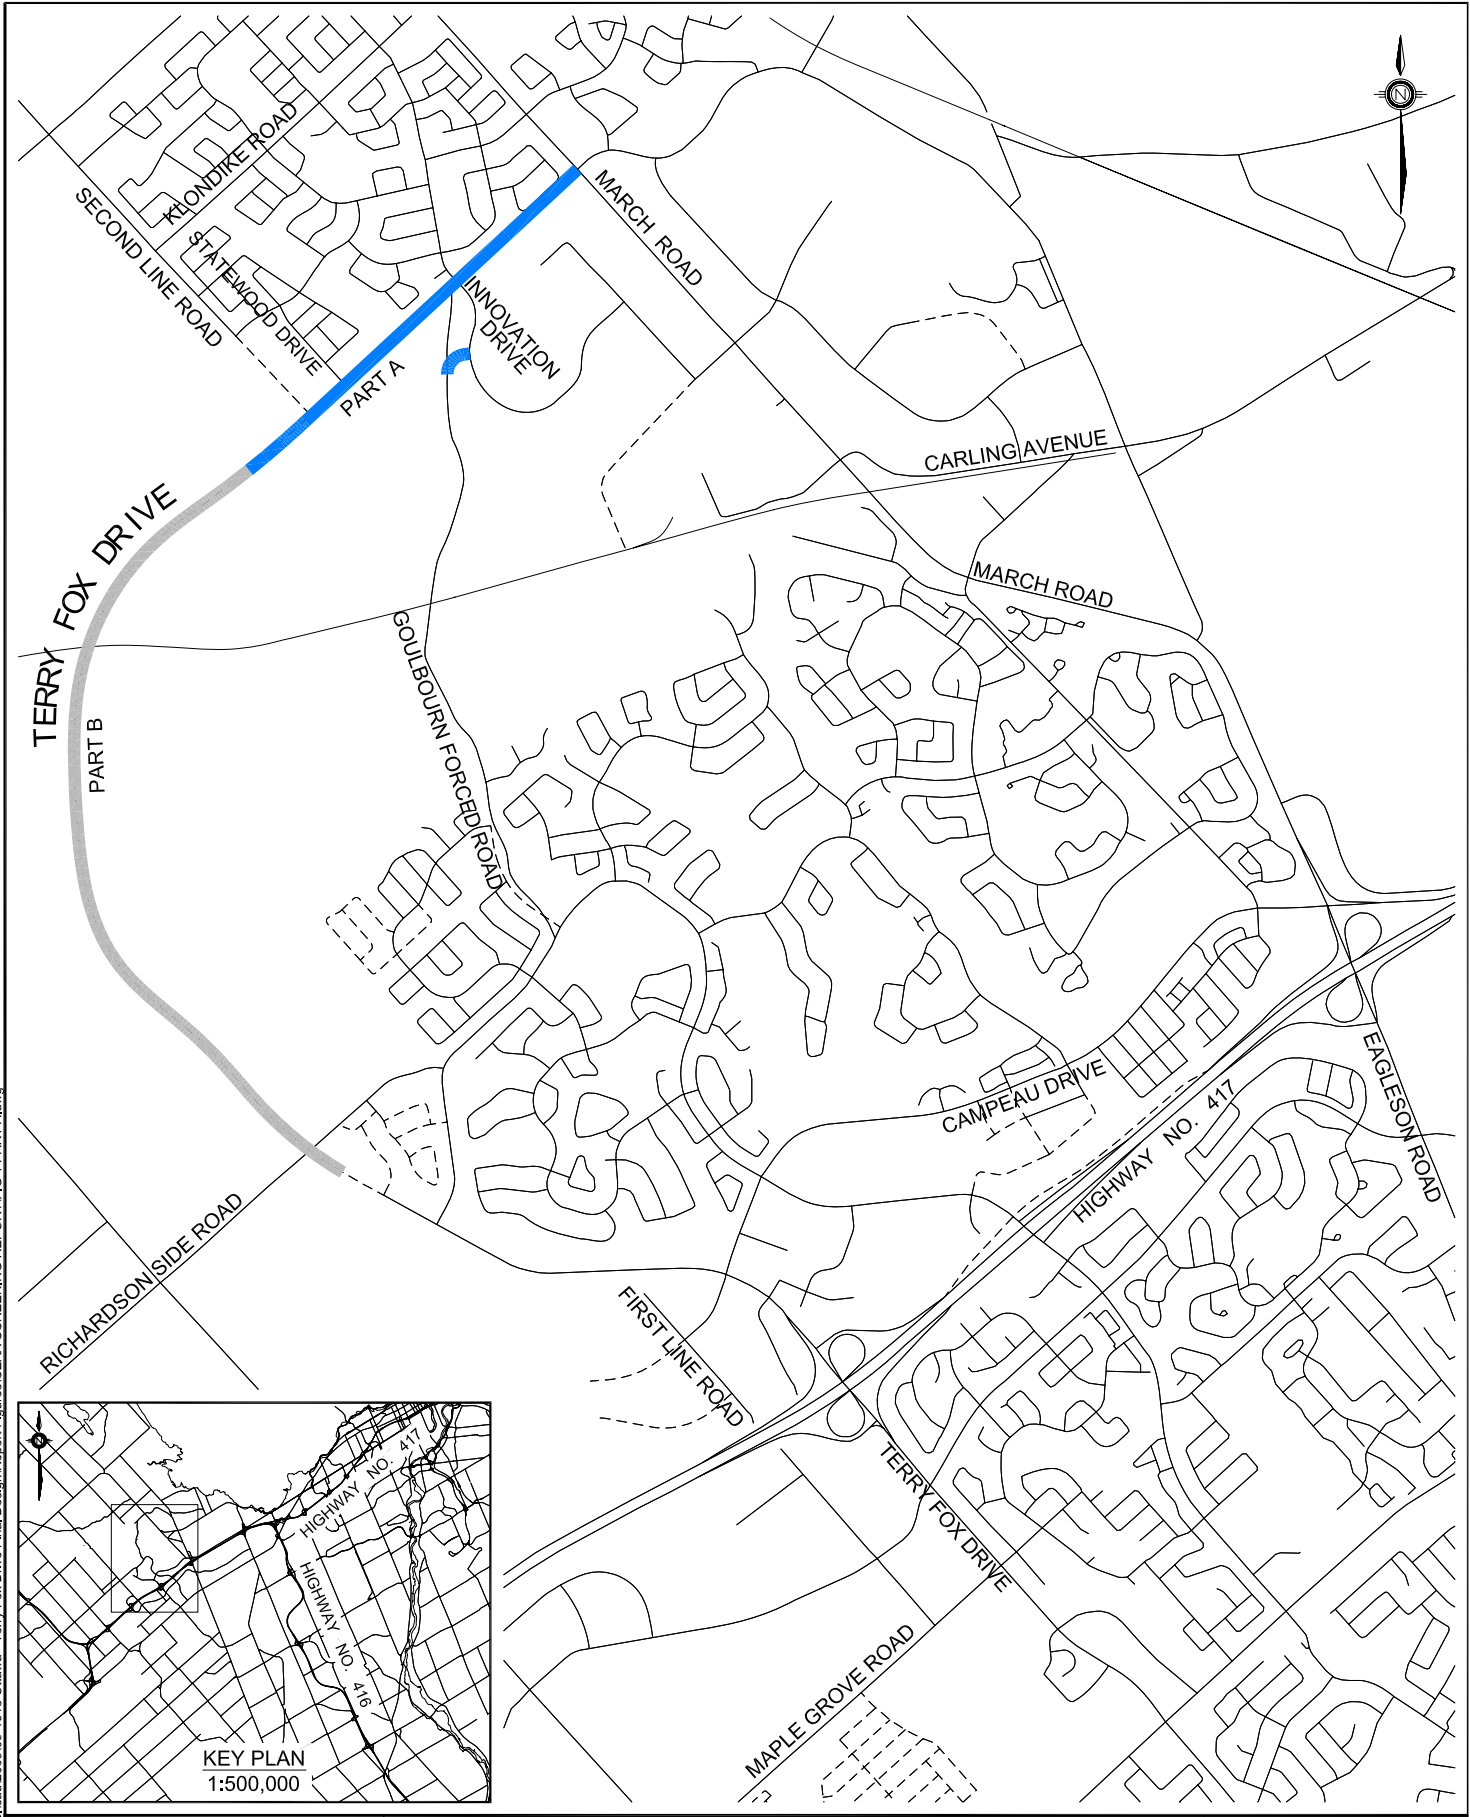 N
KLONDIKE ROAD
SECOND LINE ROAD
STATEWOOD DRIVE
MARCH ROAD
INNOVATION
DRIVE
PART A
CARLING AVENUE
TERRY FOX DRIVE
MARCH ROAD
GOULBOURN FORCED ROAD
PART B
EAGLESON ROAD
CAMPEAU DRIVE
HIGHWAY NO. 417
RICHARDSON SIDE ROAD
FIRST LINE ROAD
TERRY FOX DRIVE
MAPLE GROVE ROAD
N
HIGHWAY NO. 417
HIGHWAY NO. 416
KEY PLAN
1:500,000